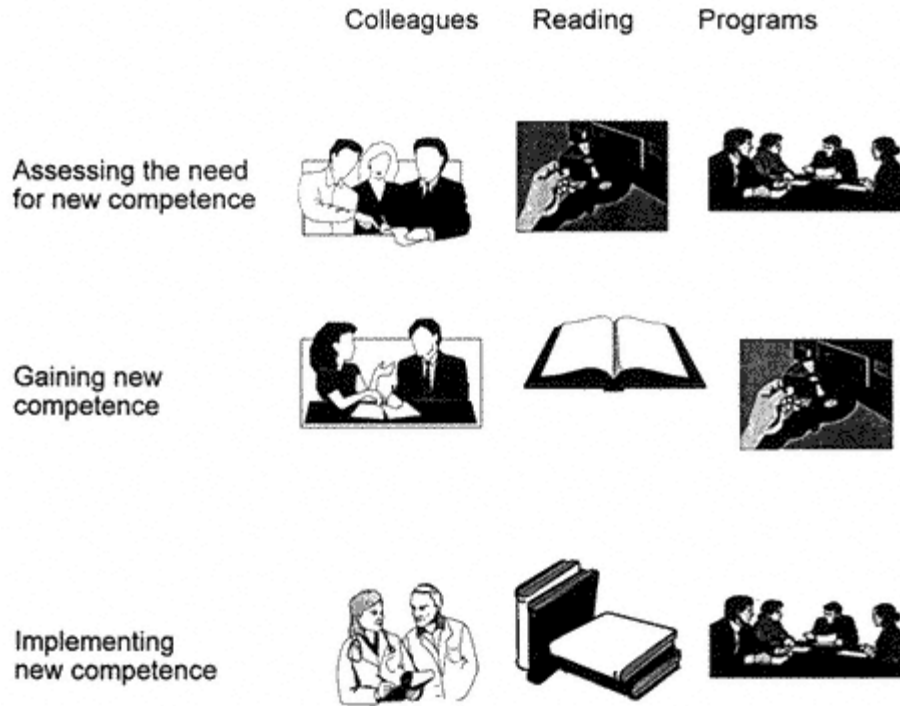 Colleagues Reading Programs
Assessing the need
for new competence
Gaining new
competence
Implementing
new competence